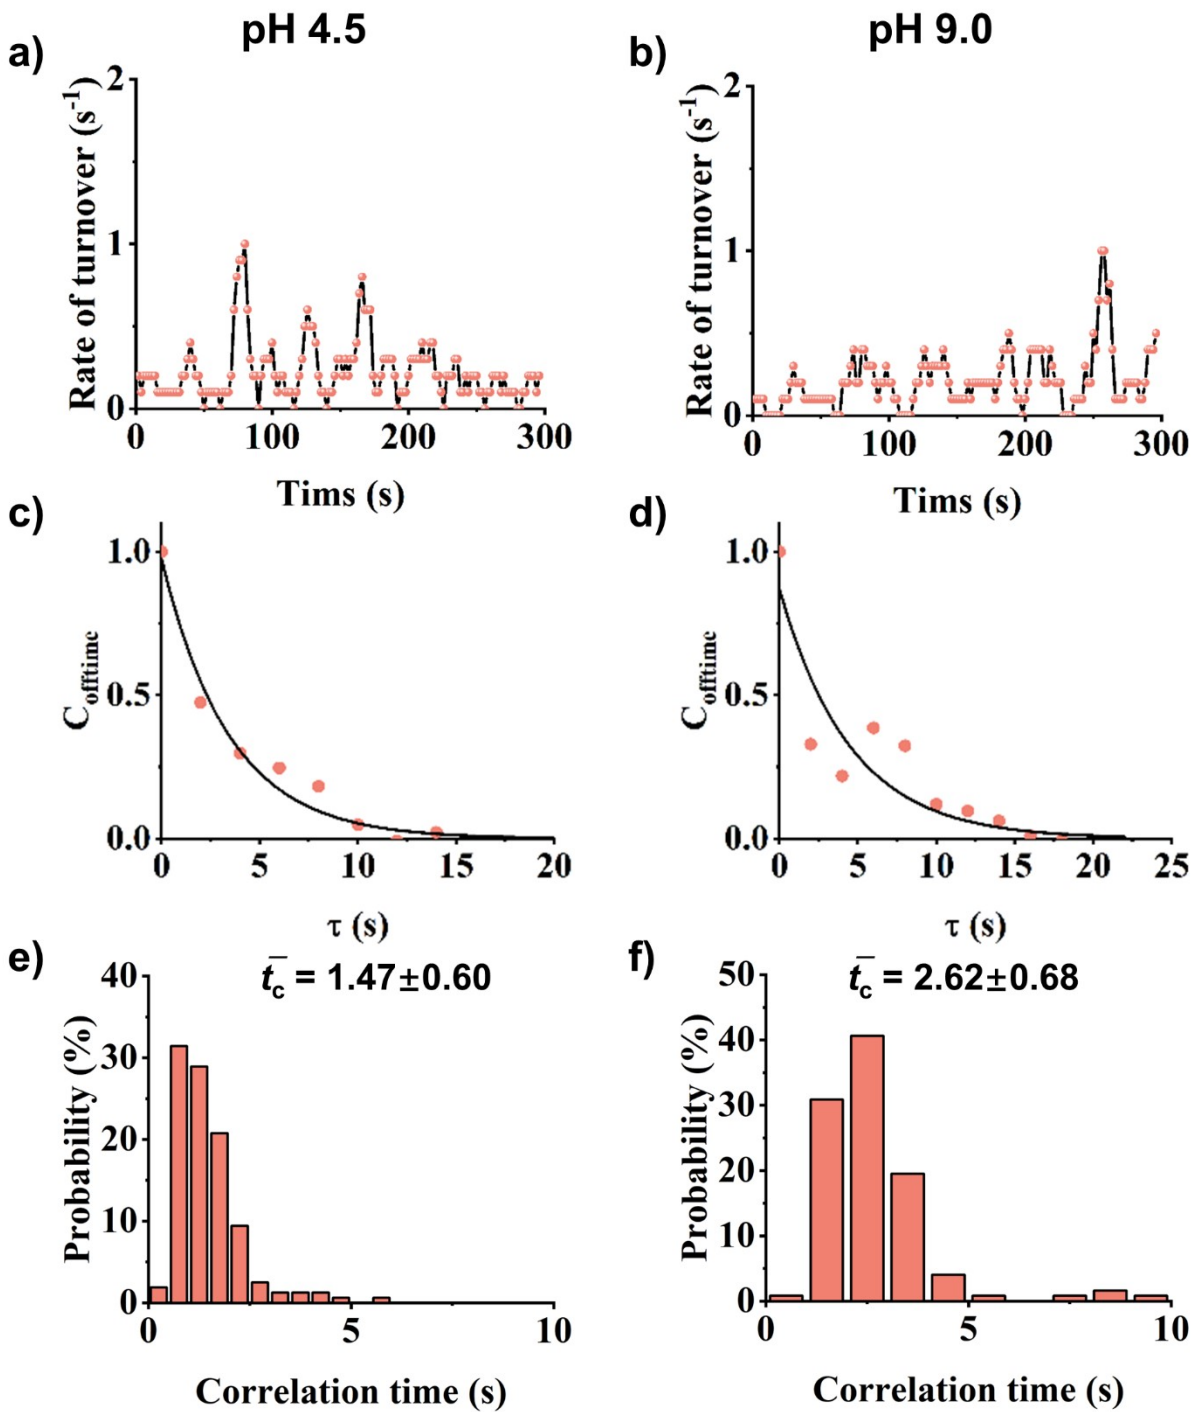 pH 4.5
pH 9.0
a)
b)
Rate of turnover (s⁻¹)
2
1
0
0 100 200 300
Tims (s)
Rate of turnover (s⁻¹)
2
1
0
0 100 200 300
Tims (s)
c)
d)
C_offtime
1.0
0.5
0.0
0 5 10 15 20
τ (s)
C_offtime
1.0
0.5
0.0
0 5 10 15 20 25
τ (s)
e)
f)
t̄c = 1.47±0.60
Probability (%)
40
30
20
10
0
0 5 10
Correlation time (s)
t̄c = 2.62±0.68
Probability (%)
50
40
30
20
10
0
0 5 10
Correlation time (s)